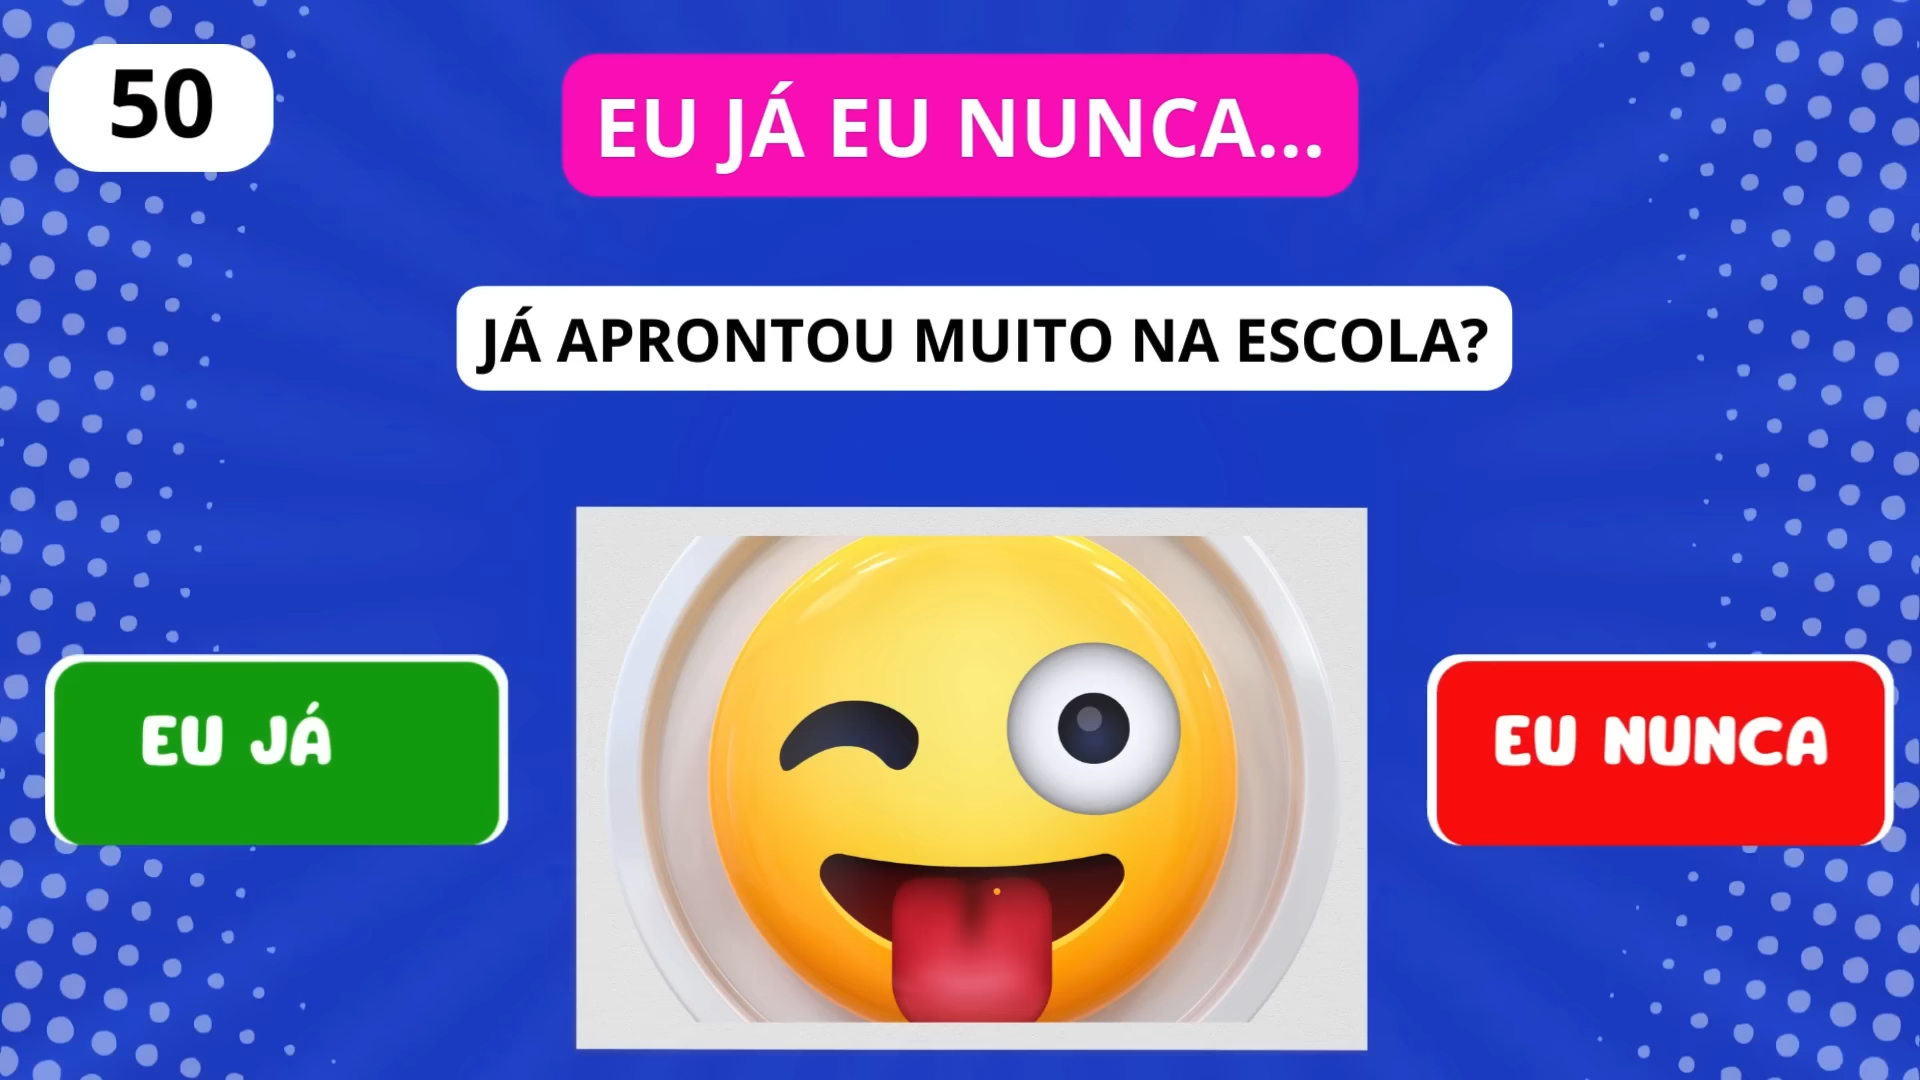 50
EU JÁ EU NUNCA...
JÁ APRONTOU MUITO NA ESCOLA?
EU JÁ
EU NUNCA